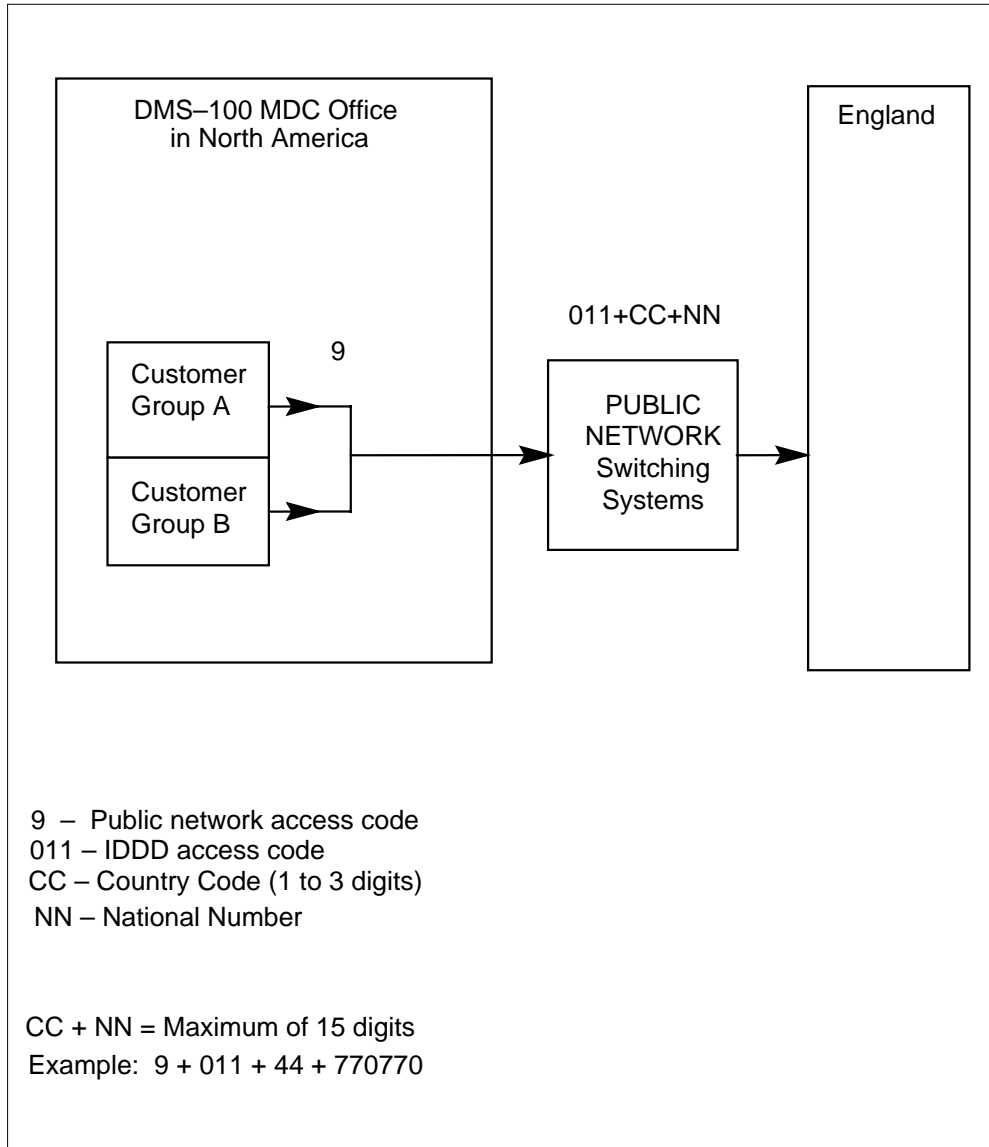 DMS–100 MDC Office
in North America
England
011+CC+NN
9
Customer
Group A
PUBLIC
NETWORK
Switching
Systems
Customer
Group B
9 – Public network access code
011 – IDDD access code
CC – Country Code (1 to 3 digits)
NN – National Number
CC + NN = Maximum of 15 digits
Example: 9 + 011 + 44 + 770770